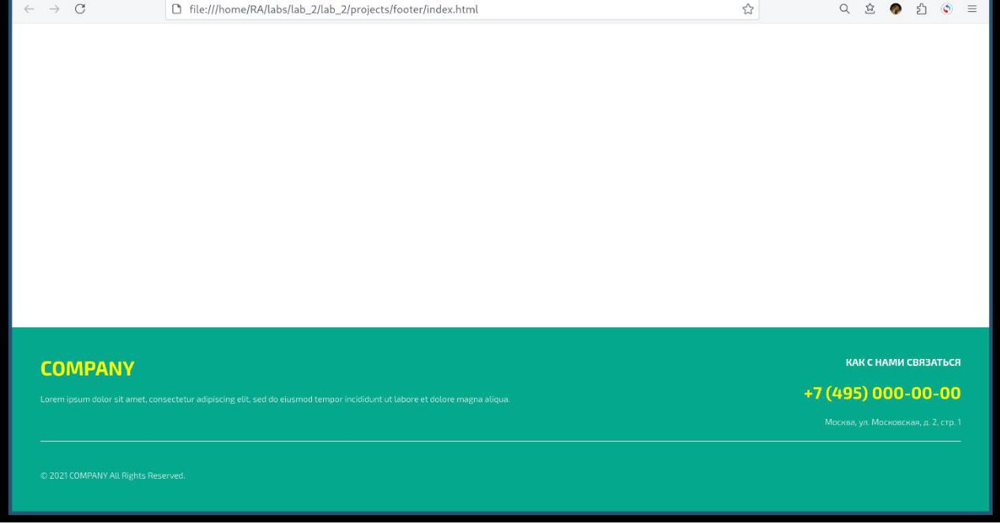 file:///home/RA/labs/lab_2/lab_2/projects/footer/index.html
COMPANY
Lorem ipsum dolor sit amet, consectetur adipiscing elit, sed do eiusmod tempor incididunt ut labore et dolore magna aliqua.
КАК С НАМИ СВЯЗАТЬСЯ
+7 (495) 000-00-00
Москва, ул. Московская, д. 2, стр. 1
© 2021 COMPANY All Rights Reserved.